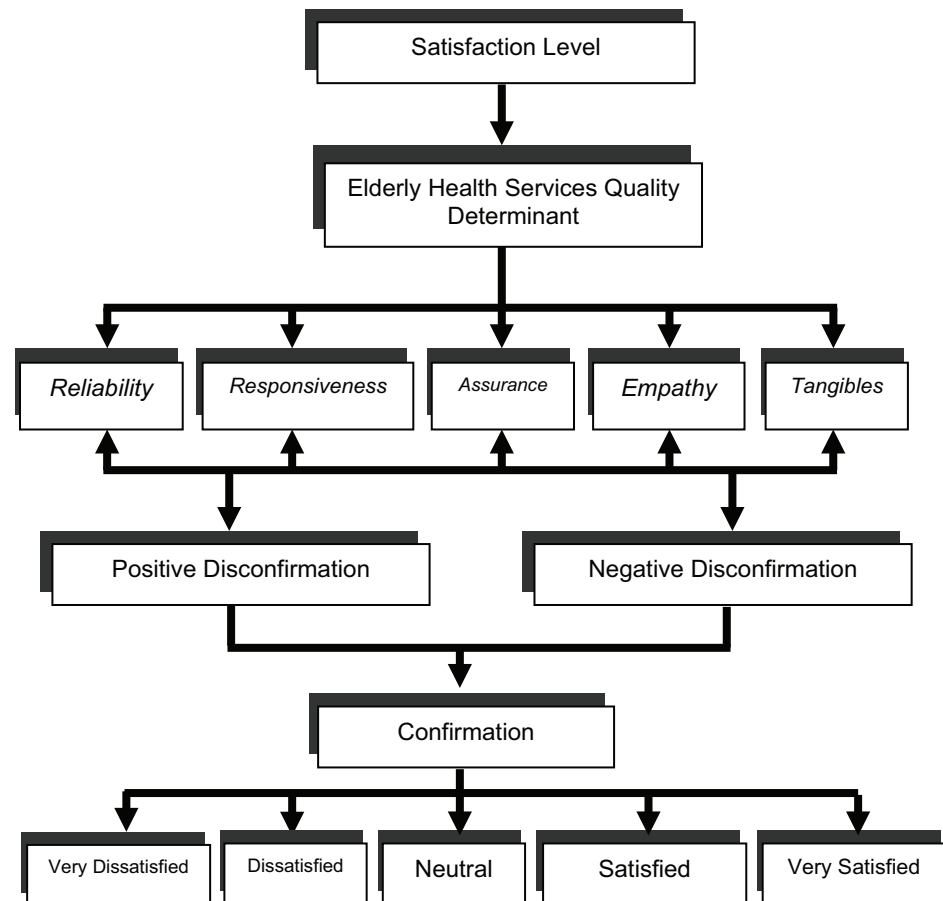 Satisfaction Level
Elderly Health Services Quality
Determinant
Reliability
Responsiveness
Assurance
Empathy
Tangibles
Positive Disconfirmation
Negative Disconfirmation
Confirmation
Very Dissatisfied
Dissatisfied
Neutral
Satisfied
Very Satisfied